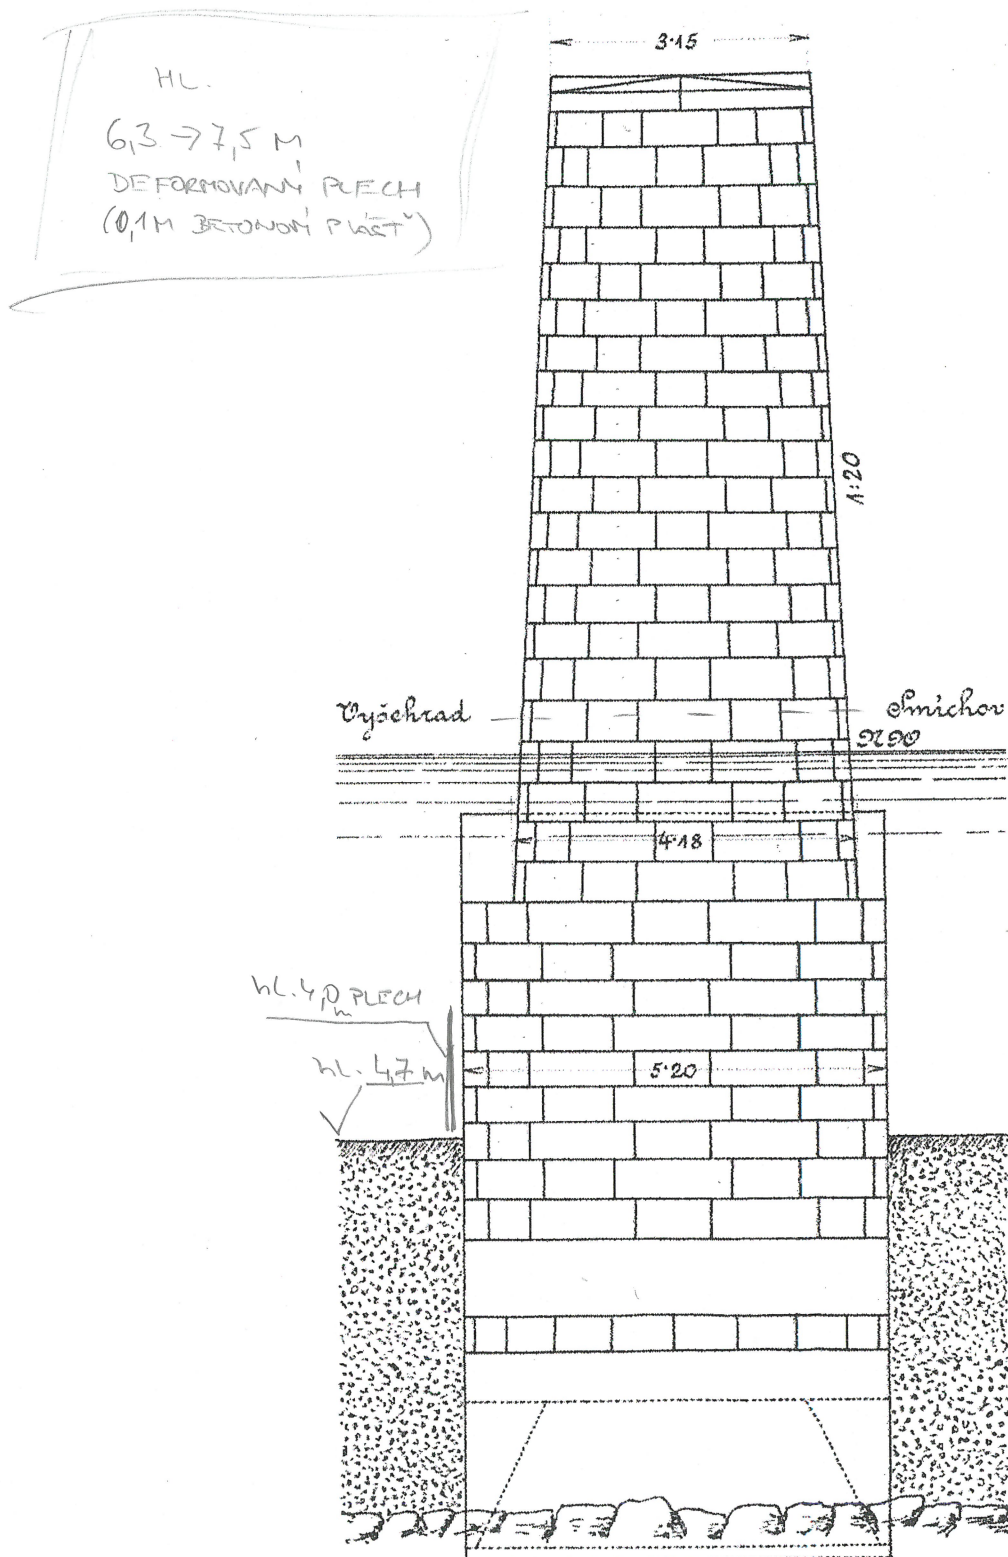 3·15
HL.
6,3 → 7,5 M
DEFORMOVANÝ PLECH
(0,1M BETONOVÝ PLÁŠŤ)
1:20
Vyšehrad
Smíchov
4·18
hl. 4,0 m PLECH
hl. 4,7 m
5·20